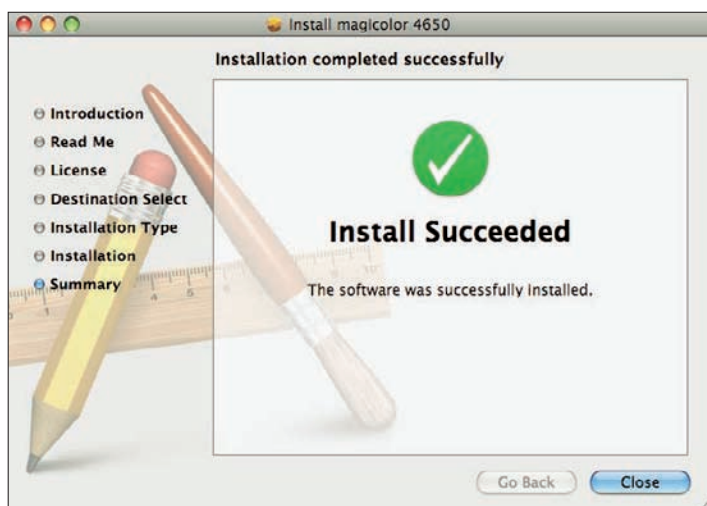 Install magicolor 4650
Installation completed successfully
Introduction
Read Me
License
Destination Select
Installation Type
Installation
Summary
Install Succeeded
The software was successfully installed.
Go Back
Close